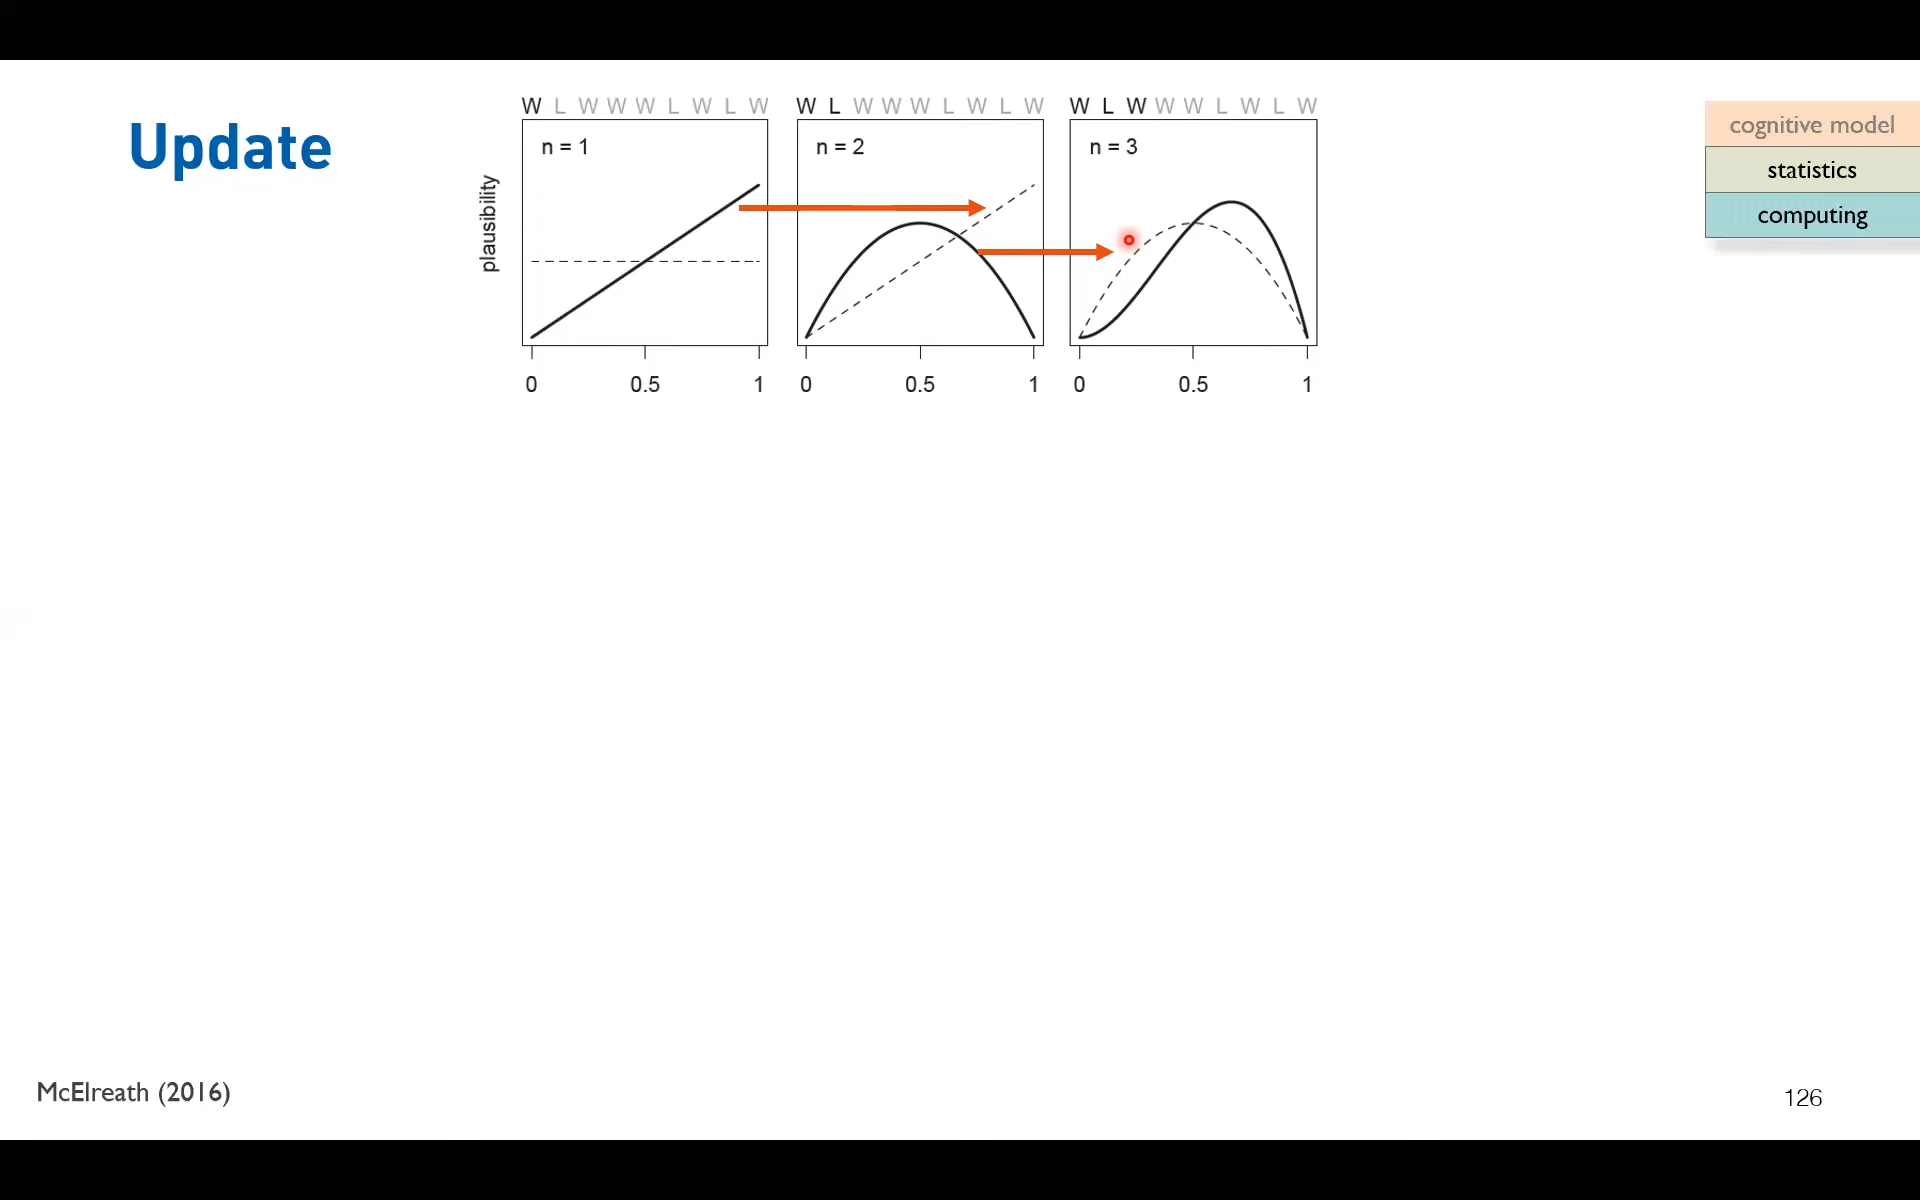 Update
W L W W W L W L W
W L W W W L W L W
W L W W W L W L W
n = 1
n = 2
n = 3
plausibility
0 0.5 1
0 0.5 1
0 0.5 1
cognitive model
statistics
computing
McElreath (2016)
126